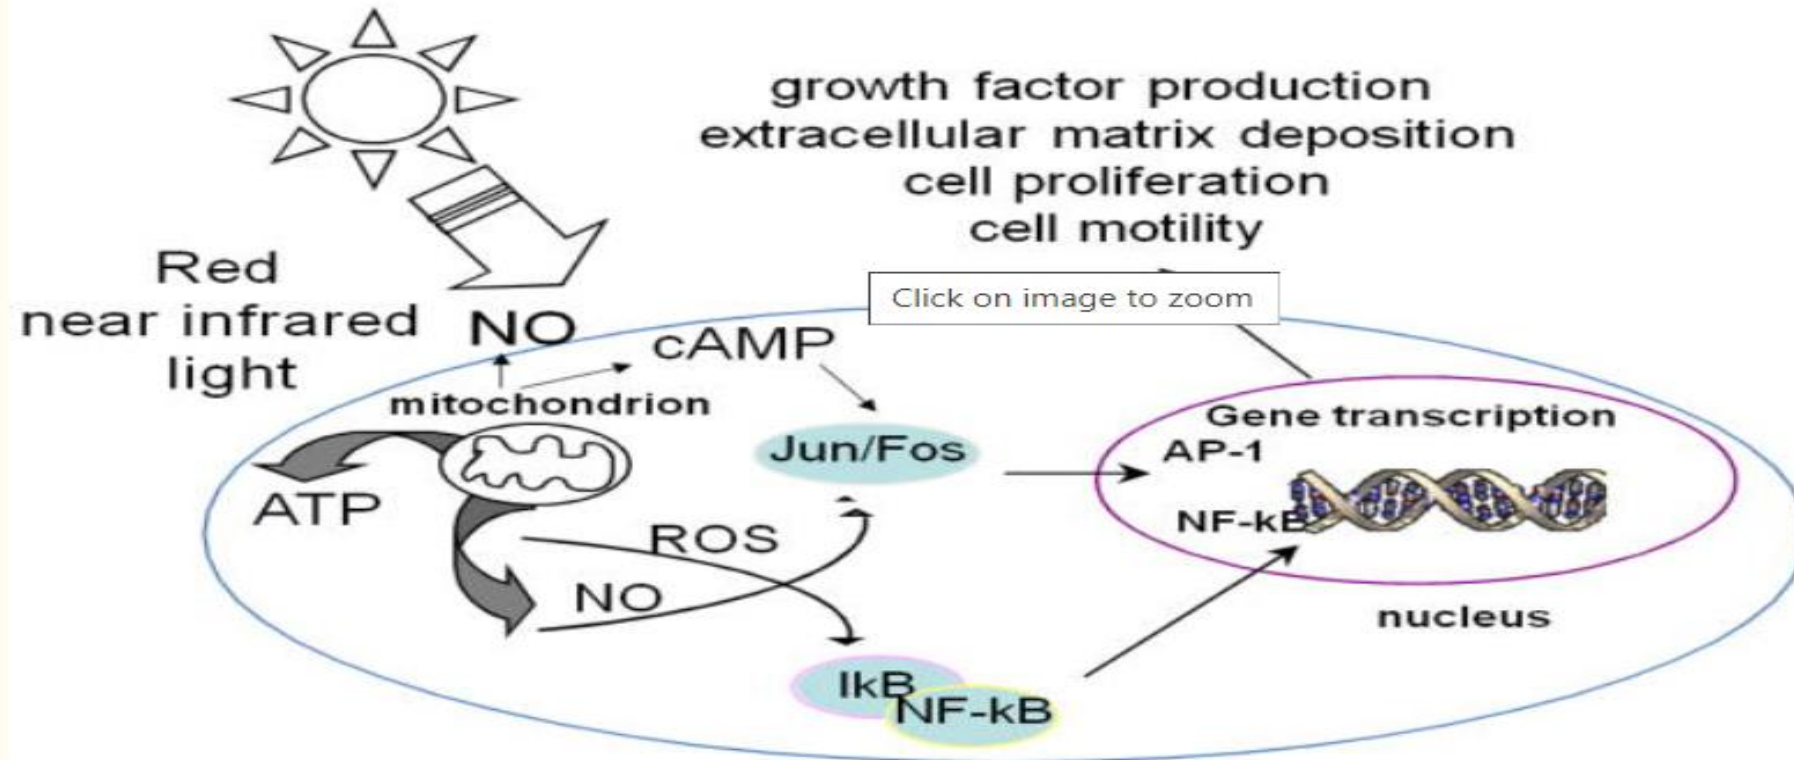 growth factor production
extracellular matrix deposition
cell proliferation
cell motility
Red
near infrared
light
Click on image to zoom
NO
cAMP
mitochondrion
Jun/Fos
Gene transcription
AP-1
ATP
NF-kB
ROS
NO
nucleus
IkB
NF-kB